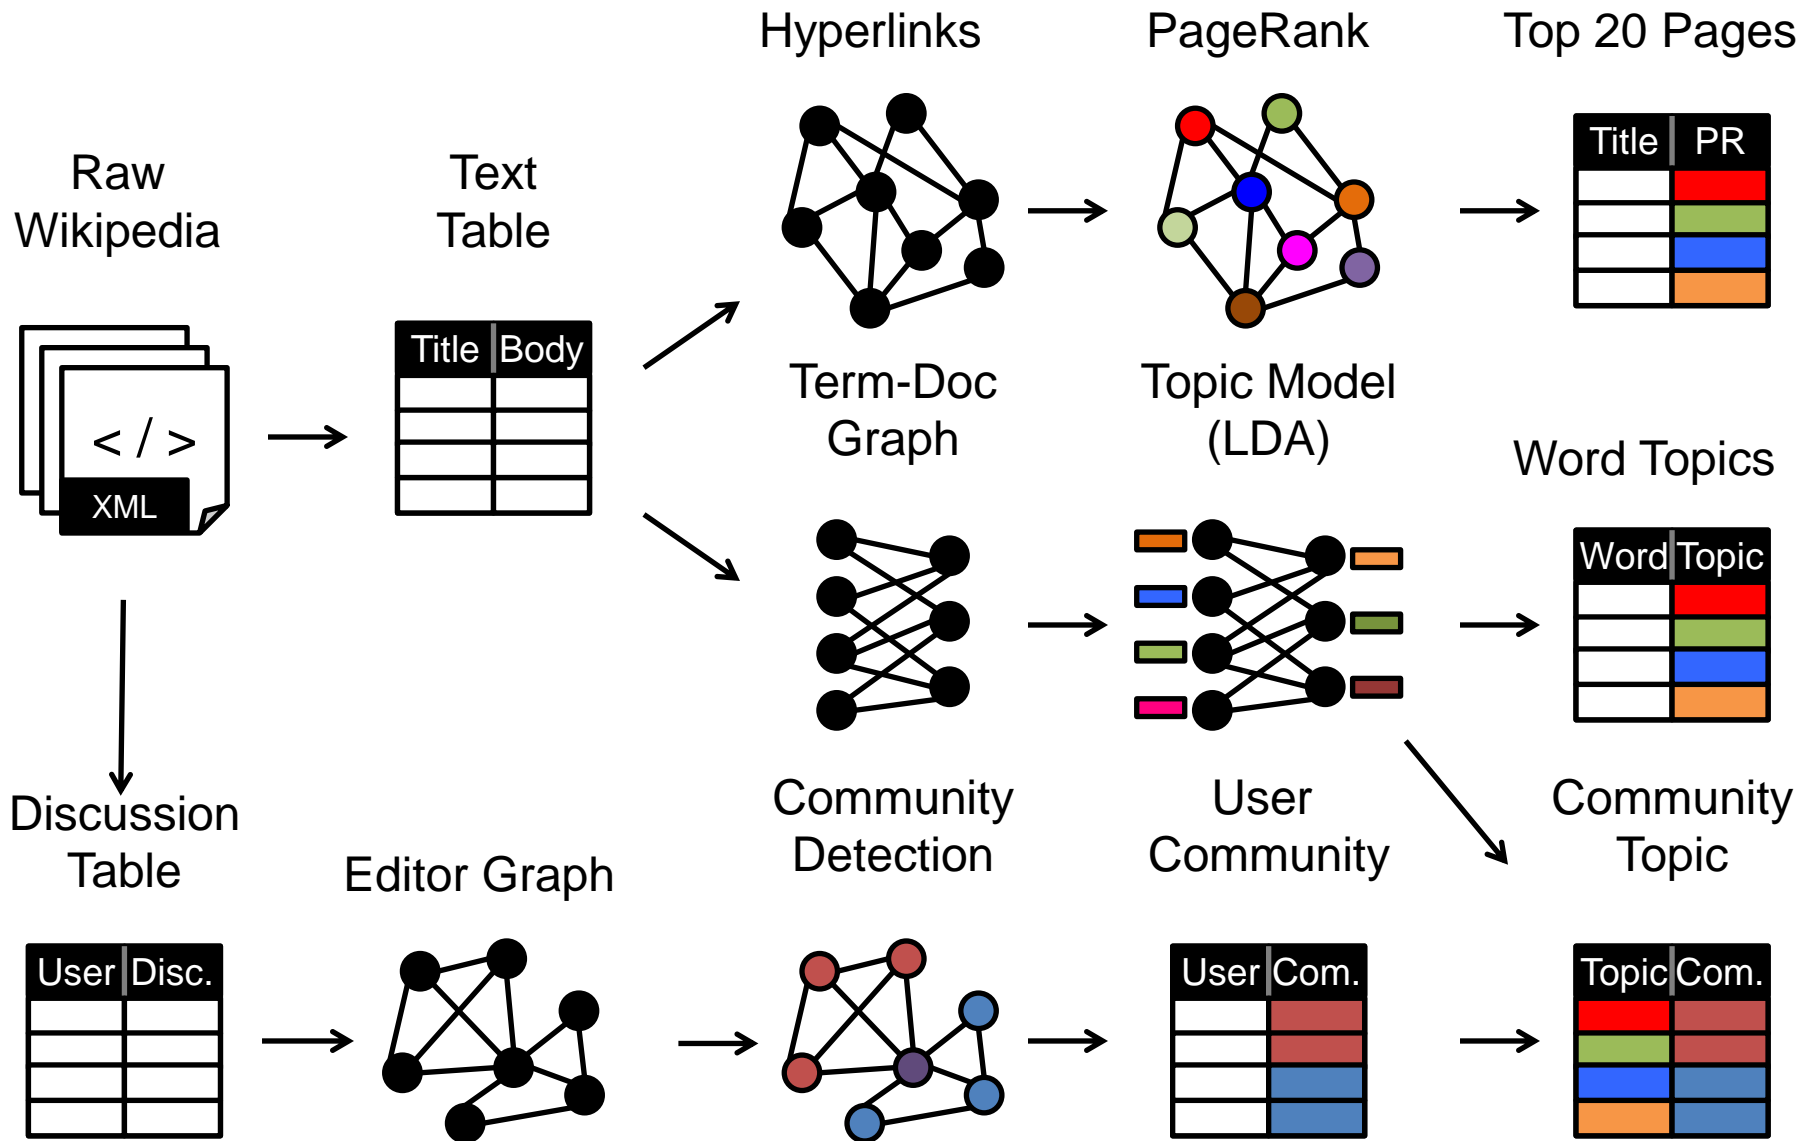 Hyperlinks
PageRank
Top 20 Pages
Raw
Wikipedia
Text
Table
Title PR
Title Body
< / >
XML
Term-Doc
Graph
Topic Model
(LDA)
Word Topics
Word Topic
Discussion
Table
Editor Graph
Community
Detection
User
Community
Community
Topic
User Disc.
User Com.
Topic Com.